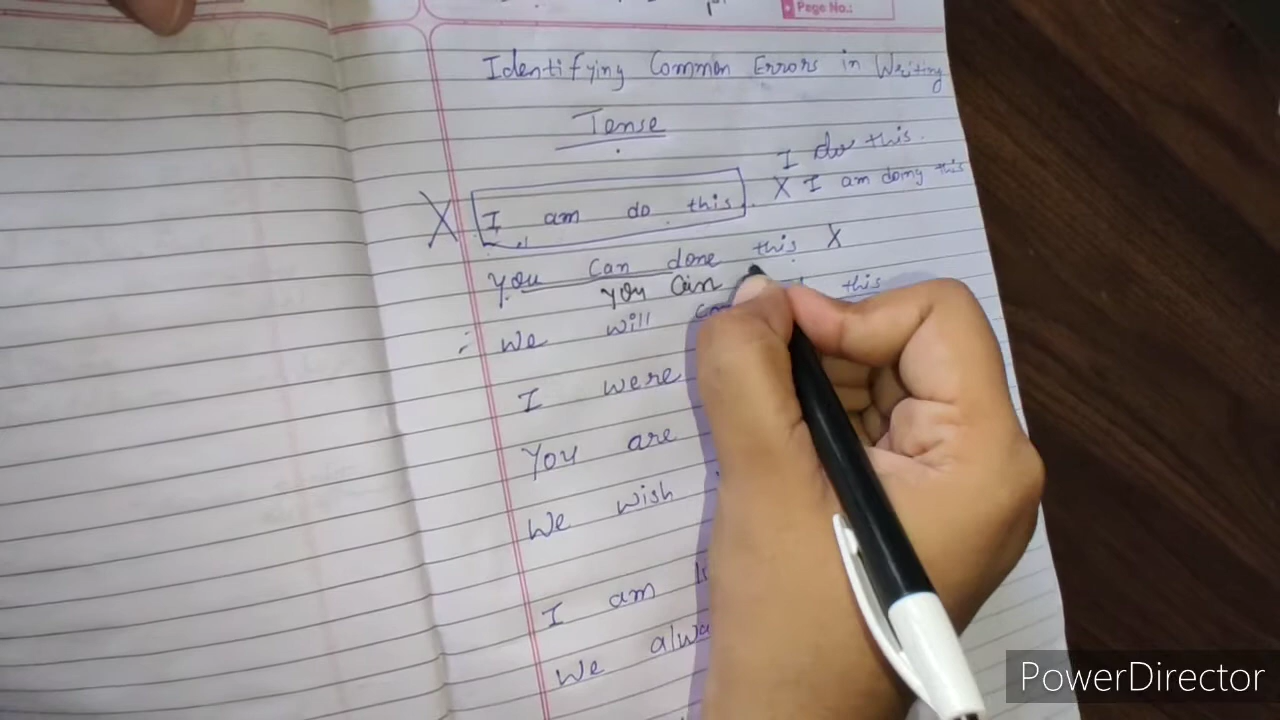 Page No.:
Identifying Common Errors in Writing
Tense
I do this.
X I am doing this
X I am do this.
You can done this X
You can
We will this
I were
You are
We wish
I am
We
PowerDirector